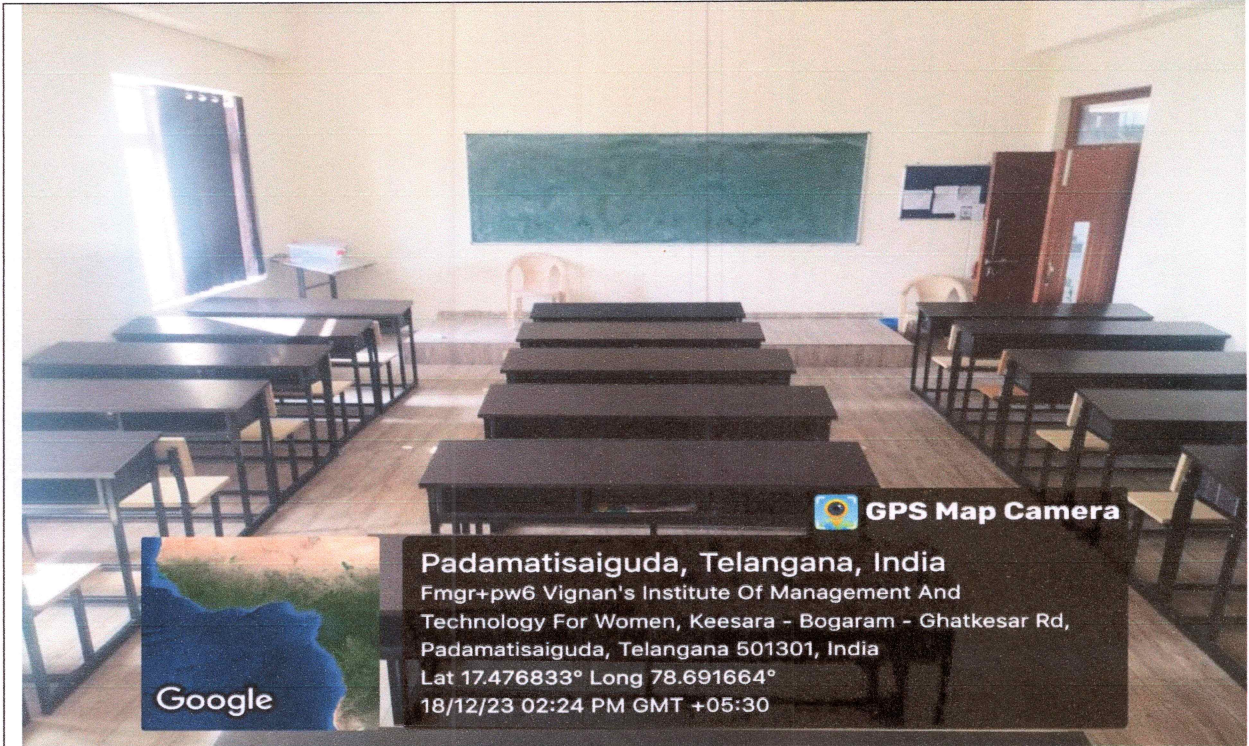 GPS Map Camera
Padamatisaiguda, Telangana, India
Fmgr+pw6 Vignan's Institute Of Management And
Technology For Women, Keesara - Bogaram - Ghatkesar Rd,
Padamatisaiguda, Telangana 501301, India
Lat 17.476833° Long 78.691664°
18/12/23 02:24 PM GMT +05:30
Google